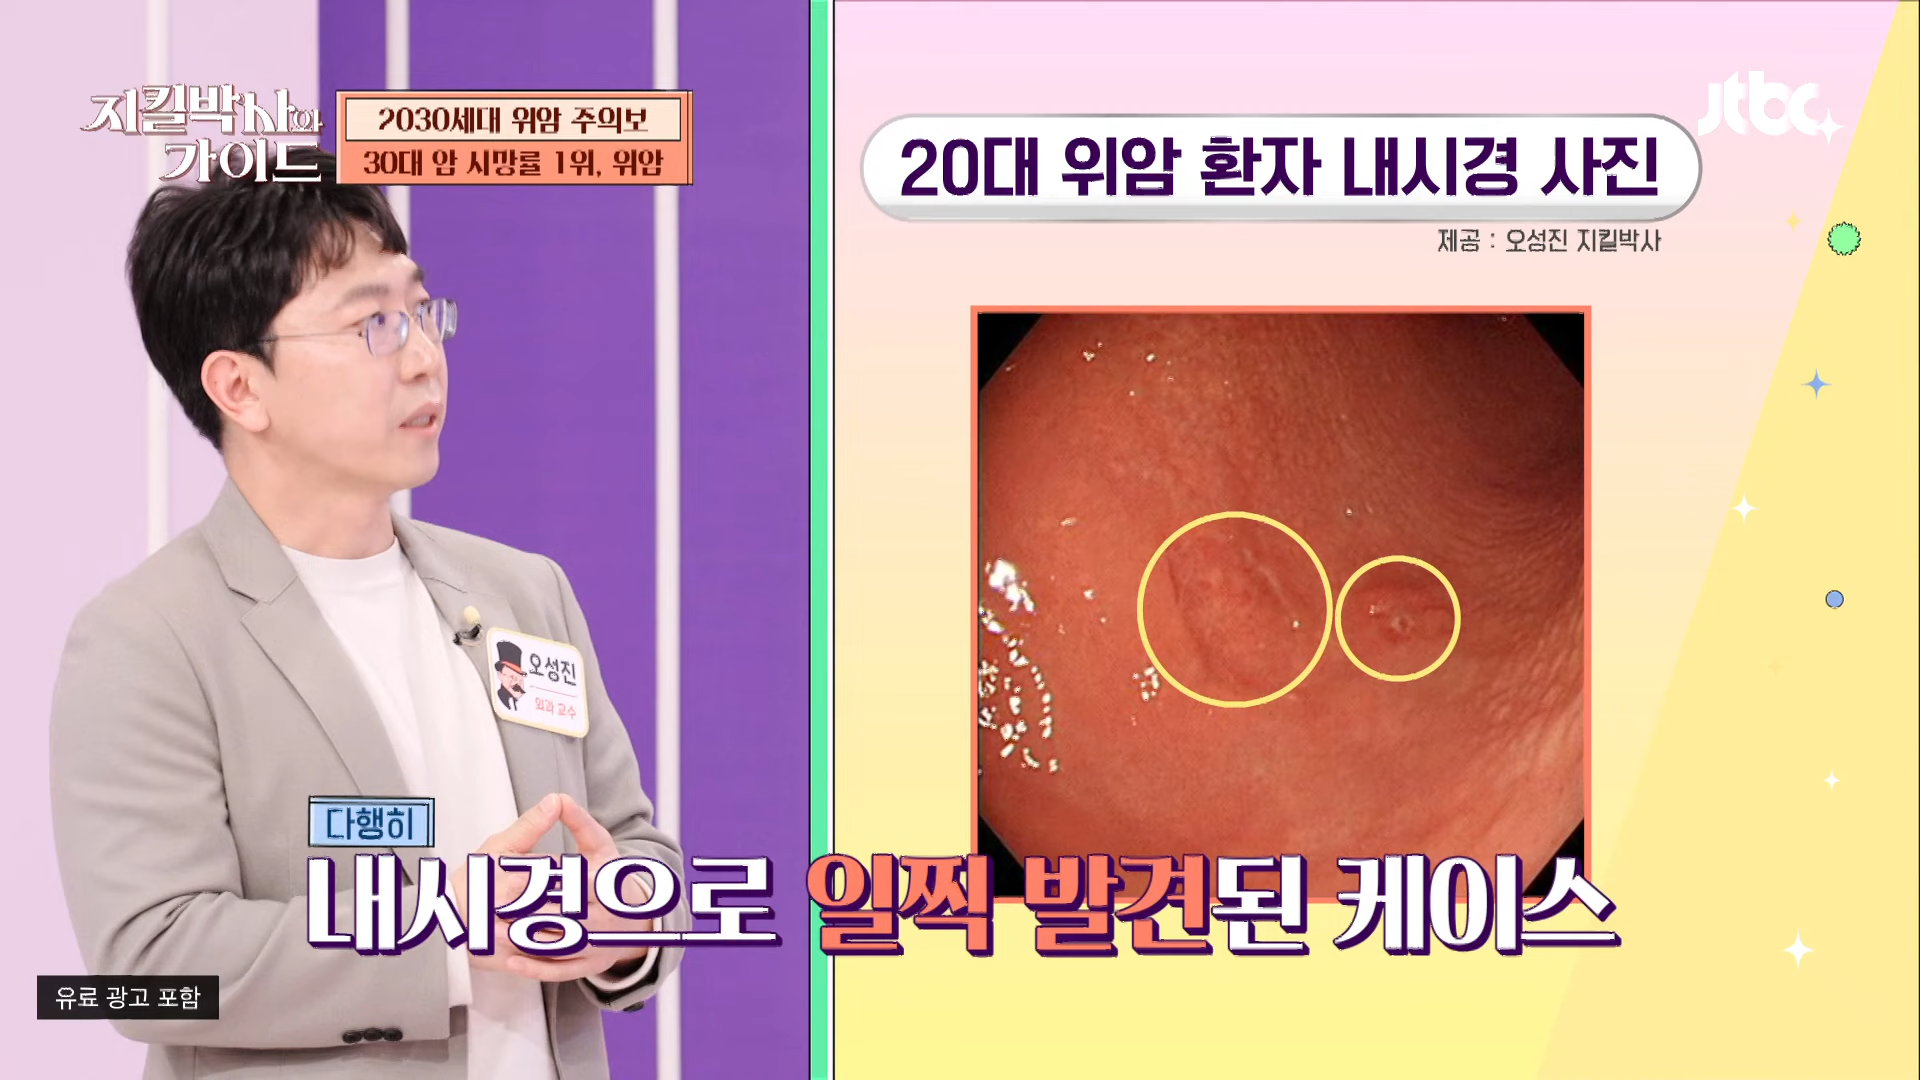 지킬박사와
가이드
2030세대 위암 주의보
30대 암 사망률 1위, 위암
jtbc
20대 위암 환자 내시경 사진
제공 : 오성진 지킬박사
오성진
외과 교수
다행히
내시경으로 일찍 발견된 케이스
유료 광고 포함